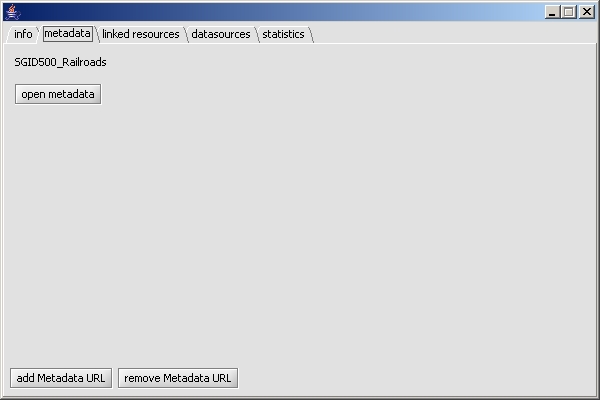 info metadata linked resources datasources statistics
SGID500_Railroads
open metadata
add Metadata URL remove Metadata URL